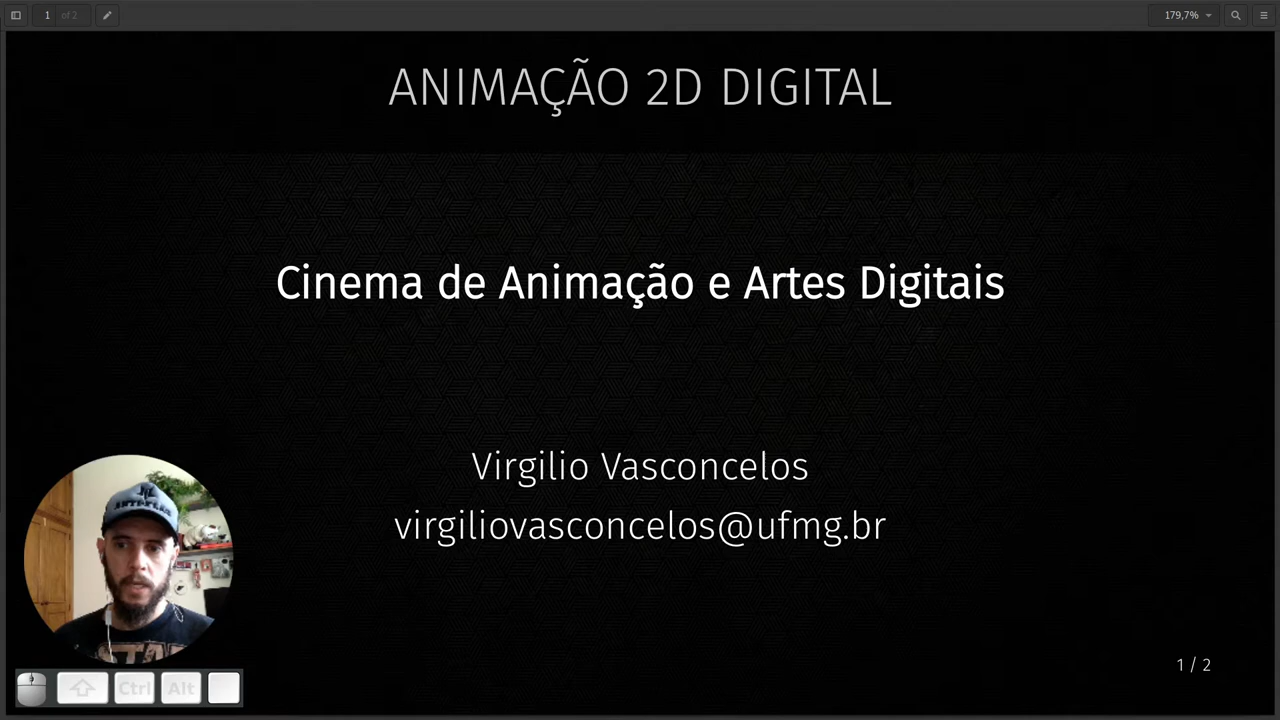 1 of 2
179,7%
ANIMAÇÃO 2D DIGITAL
Cinema de Animação e Artes Digitais
Virgilio Vasconcelos
virgiliovasconcelos@ufmg.br
1 / 2
Ctrl Alt